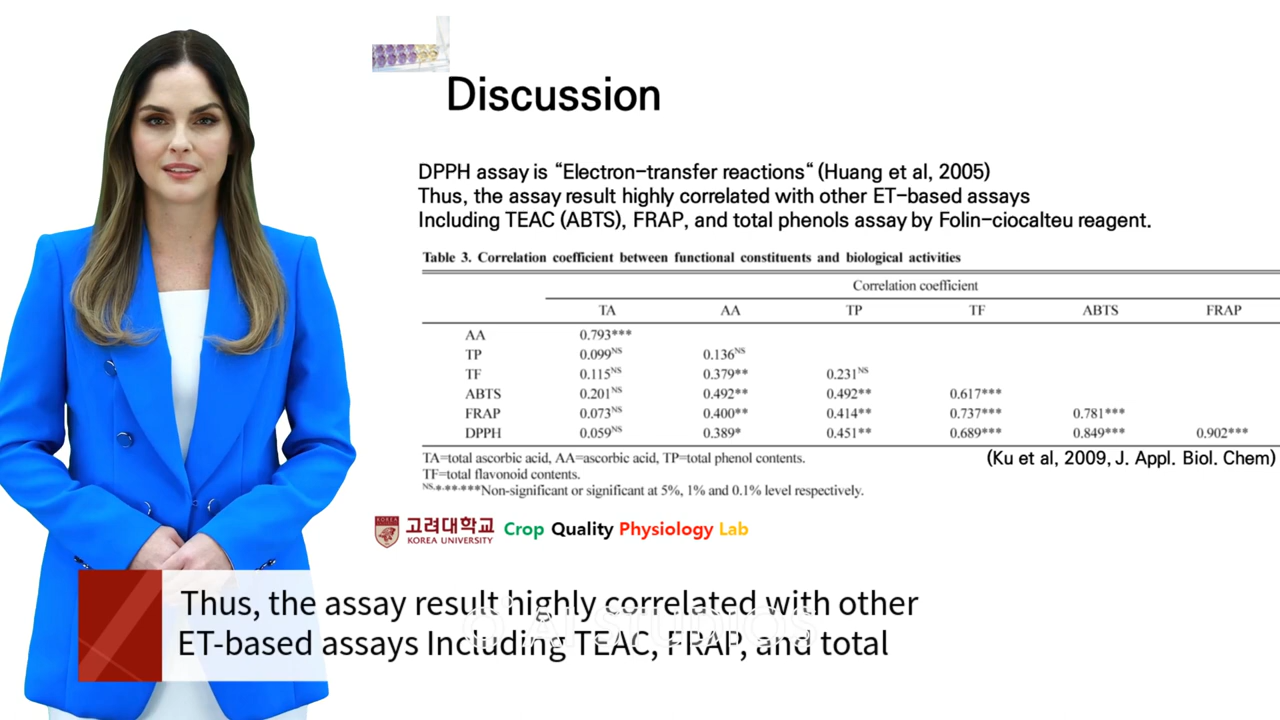 Discussion
DPPH assay is “Electron-transfer reactions“ (Huang et al, 2005)
Thus, the assay result highly correlated with other ET-based assays
Including TEAC (ABTS), FRAP, and total phenols assay by Folin-ciocalteu reagent.
Table 3. Correlation coefficient between functional constituents and biological activities
Correlation coefficient
TA AA TP TF ABTS FRAP
AA 0.793***
TP 0.099NS 0.136NS
TF 0.115NS 0.379** 0.231NS
ABTS 0.201NS 0.492** 0.492** 0.617***
FRAP 0.073NS 0.400** 0.414** 0.737*** 0.781***
DPPH 0.059NS 0.389* 0.451** 0.689*** 0.849*** 0.902***
TA=total ascorbic acid, AA=ascorbic acid, TP=total phenol contents.
(Ku et al, 2009, J. Appl. Biol. Chem)
TF=total flavonoid contents.
NS,*,**,***Non-significant or significant at 5%, 1% and 0.1% level respectively.
고려대학교
KOREA UNIVERSITY
Crop Quality Physiology Lab
Thus, the assay result highly correlated with other
ET-based assays Including TEAC, FRAP, and total
AI STUDIOS